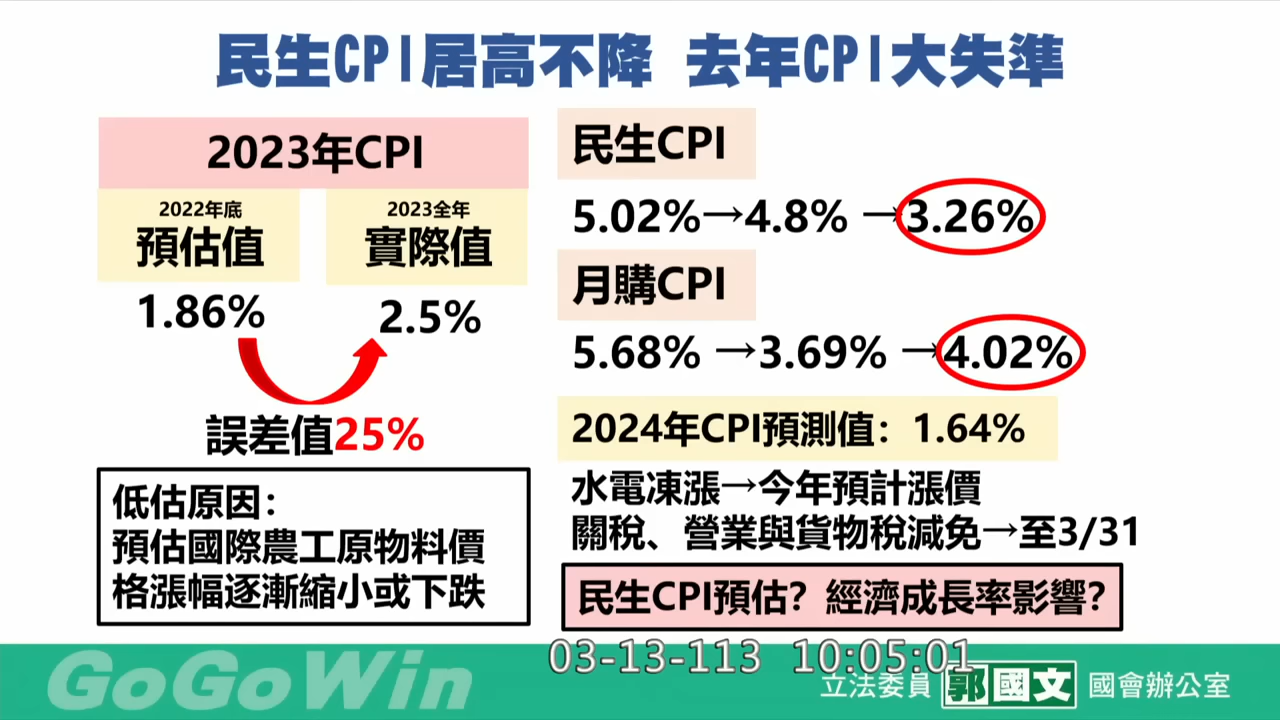 民生CPI居高不降 去年CPI大失準
2023年CPI
2022年底
預估值
2023全年
實際值
1.86%
2.5%
誤差值25%
低估原因：
預估國際農工原物料價
格漲幅逐漸縮小或下跌
民生CPI
5.02%→4.8% →3.26%
月購CPI
5.68% →3.69% →4.02%
2024年CPI預測值：1.64%
水電凍漲→今年預計漲價
關稅、營業與貨物稅減免→至3/31
民生CPI預估？經濟成長率影響？
GoGoWin
03-13-113 10:05:01
立法委員 郭國文 國會辦公室